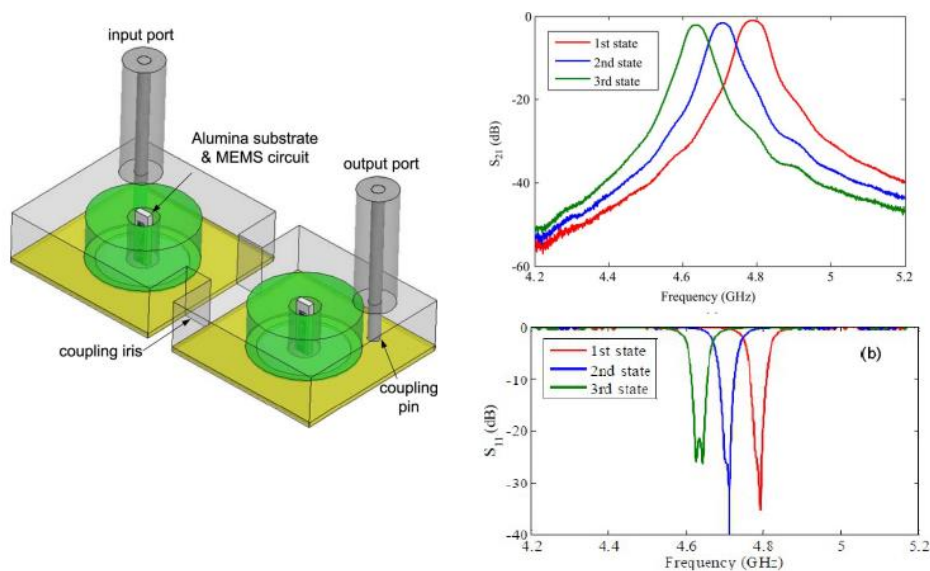 input port
Alumina substrate
& MEMS circuit
output port
coupling iris
coupling
pin
0
-20
-40
-60
S21 (dB)
1st state
2nd state
3rd state
4.2
4.4
4.6
4.8
5
5.2
Frequency (GHz)
0
-10
-20
-30
-40
S11 (dB)
1st state
2nd state
3rd state
(b)
4.2
4.4
4.6
4.8
5
5.2
Frequency (GHz)